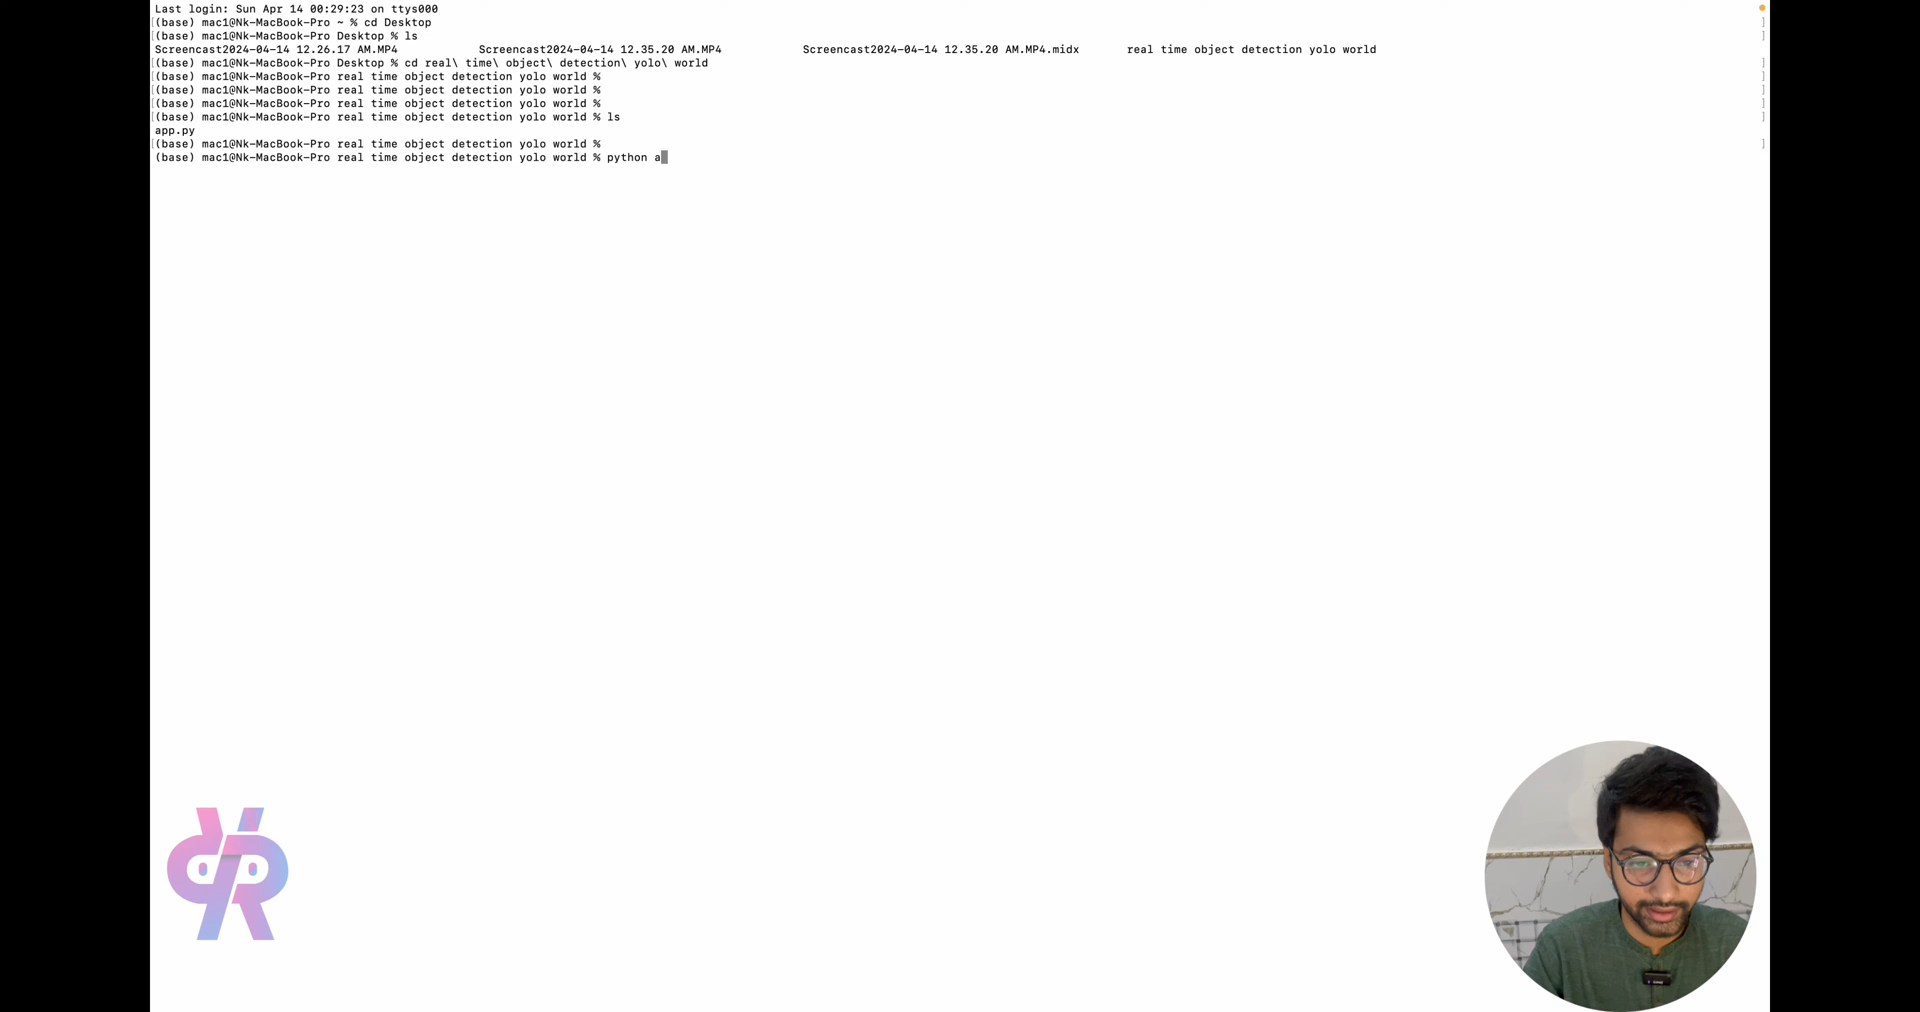 Last login: Sun Apr 14 00:29:23 on ttys000
[(base) mac1@Nk-MacBook-Pro ~ % cd Desktop ]
[(base) mac1@Nk-MacBook-Pro Desktop % ls ]
Screencast2024-04-14 12.26.17 AM.MP4 Screencast2024-04-14 12.35.20 AM.MP4 Screencast2024-04-14 12.35.20 AM.MP4.midx real time object detection yolo world
[(base) mac1@Nk-MacBook-Pro Desktop % cd real\ time\ object\ detection\ yolo\ world ]
[(base) mac1@Nk-MacBook-Pro real time object detection yolo world % ]
[(base) mac1@Nk-MacBook-Pro real time object detection yolo world % ]
[(base) mac1@Nk-MacBook-Pro real time object detection yolo world % ]
[(base) mac1@Nk-MacBook-Pro real time object detection yolo world % ls ]
app.py
[(base) mac1@Nk-MacBook-Pro real time object detection yolo world % ]
(base) mac1@Nk-MacBook-Pro real time object detection yolo world % python a